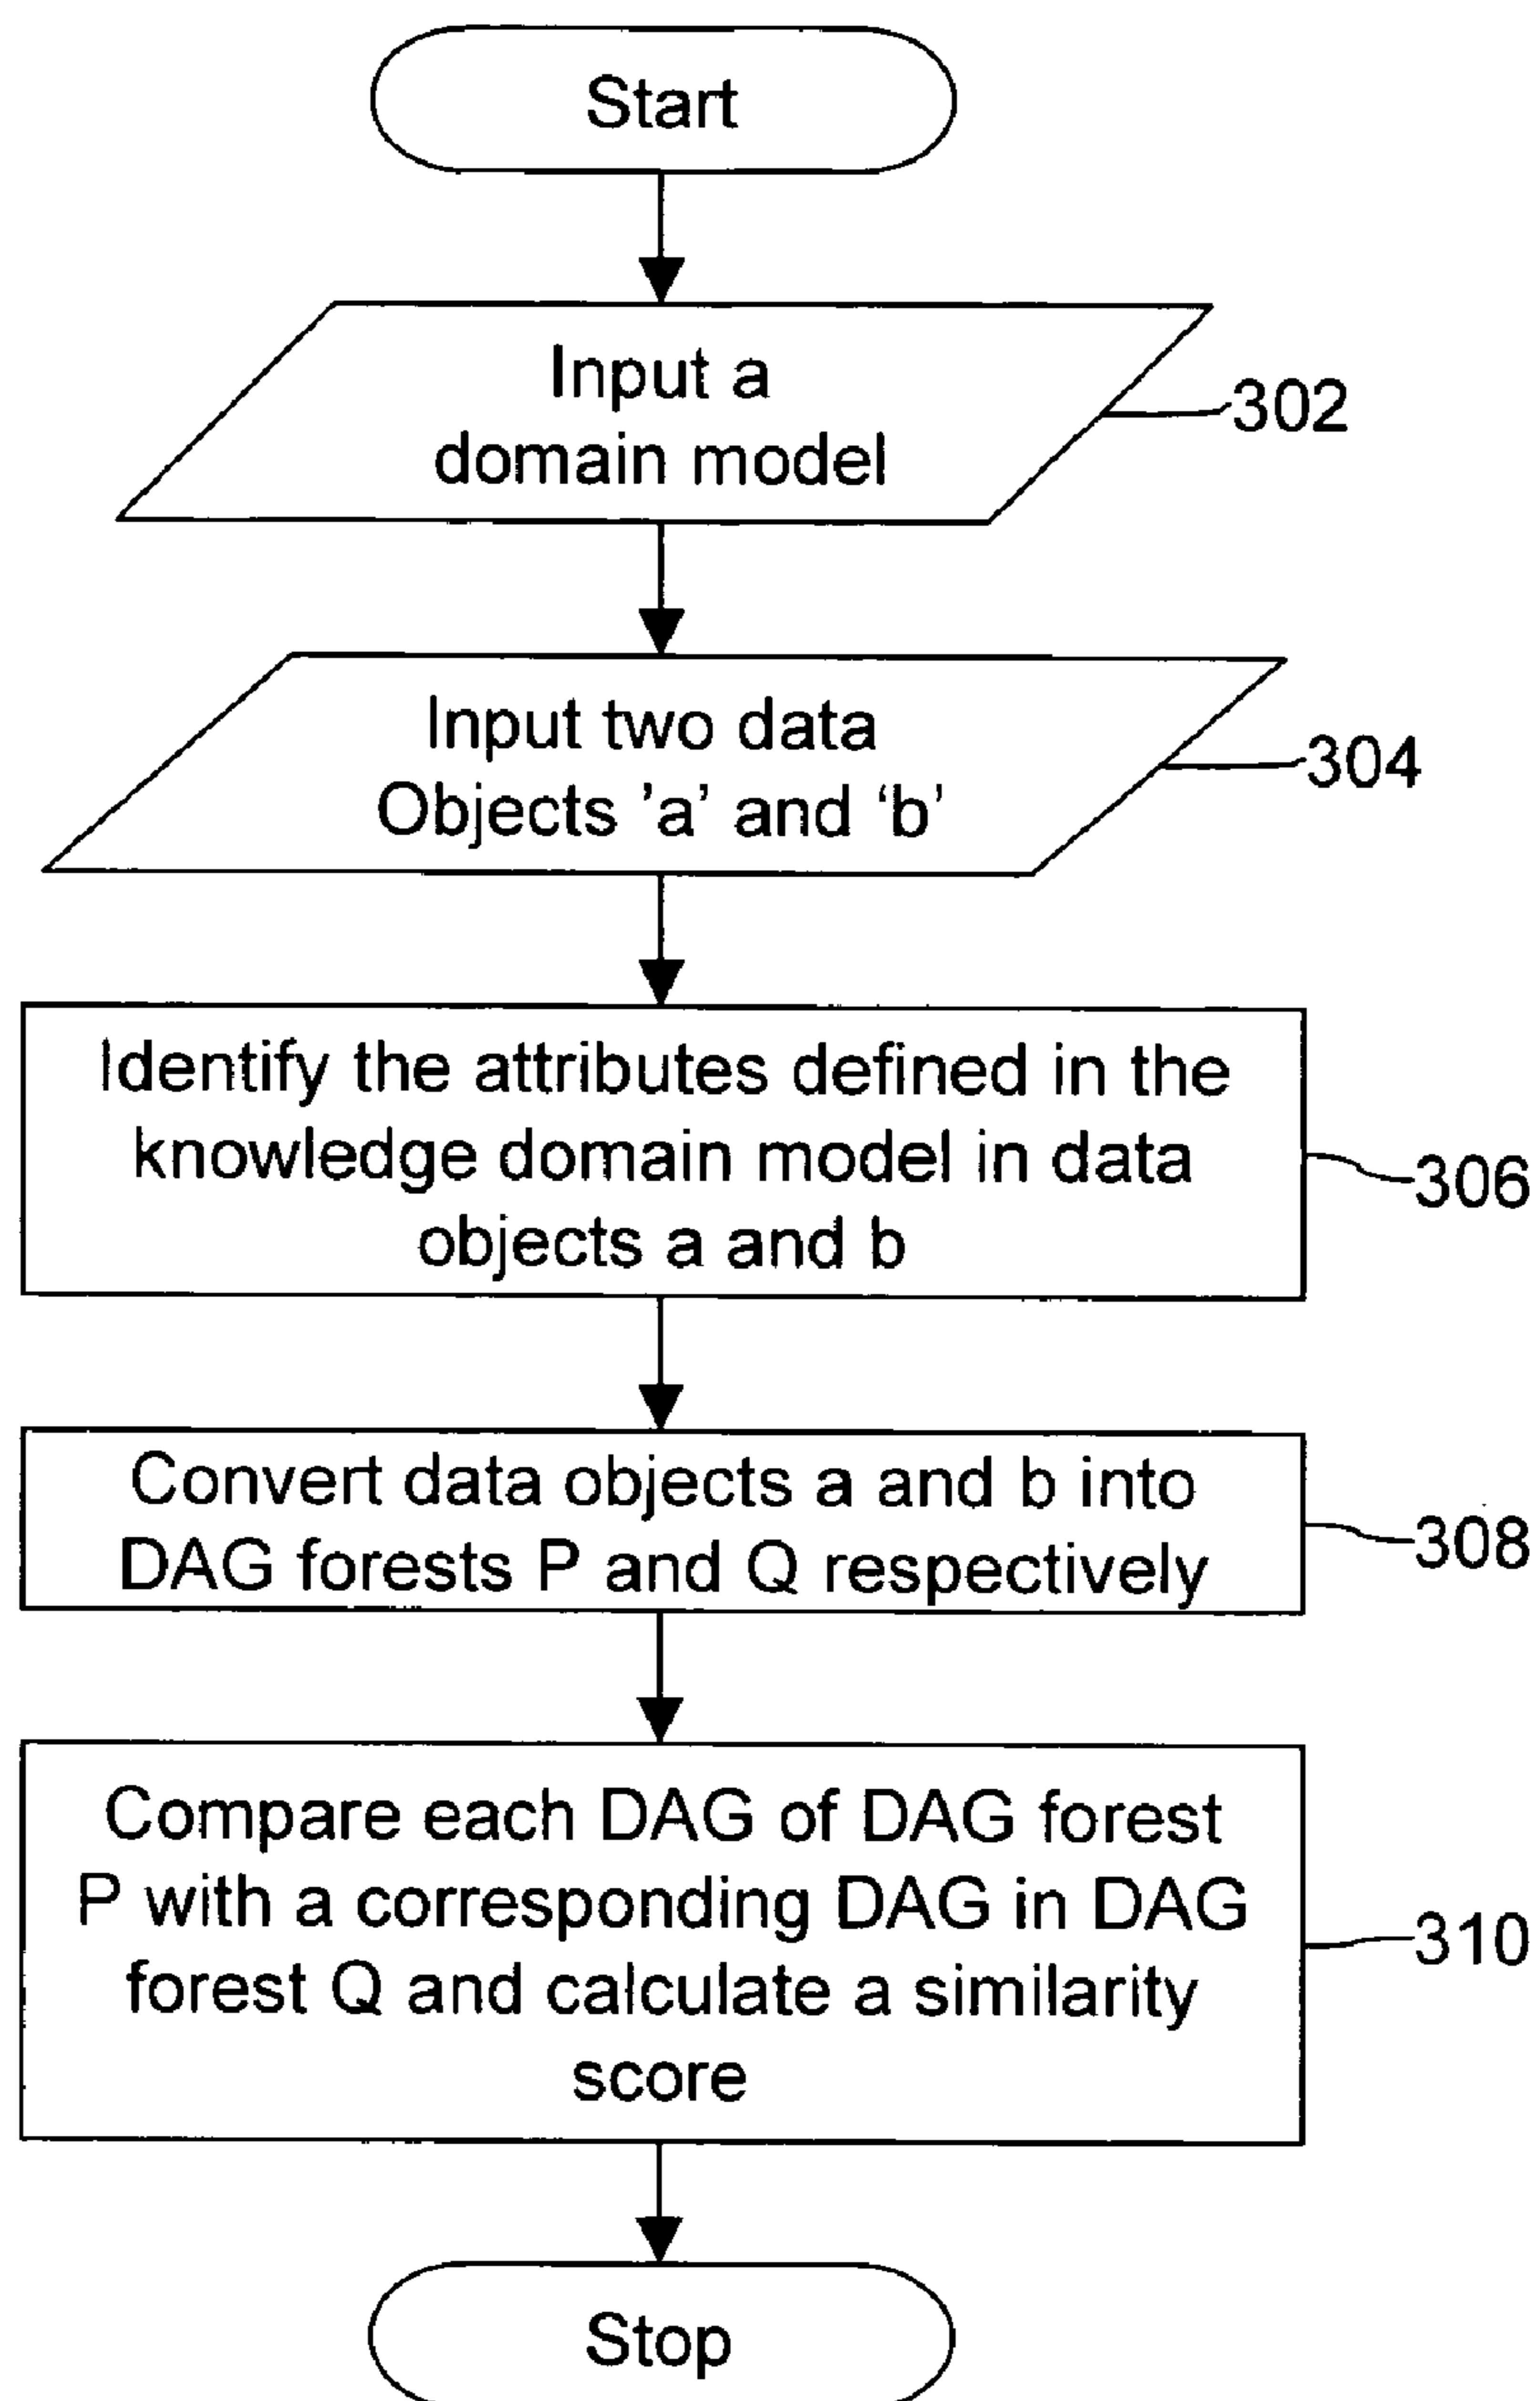 Start
Input a
domain model
302
Input two data
Objects ’a’ and ‘b’
304
Identify the attributes defined in the
knowledge domain model in data
objects a and b
306
Convert data objects a and b into
DAG forests P and Q respectively
308
Compare each DAG of DAG forest
P with a corresponding DAG in DAG
forest Q and calculate a similarity
score
310
Stop